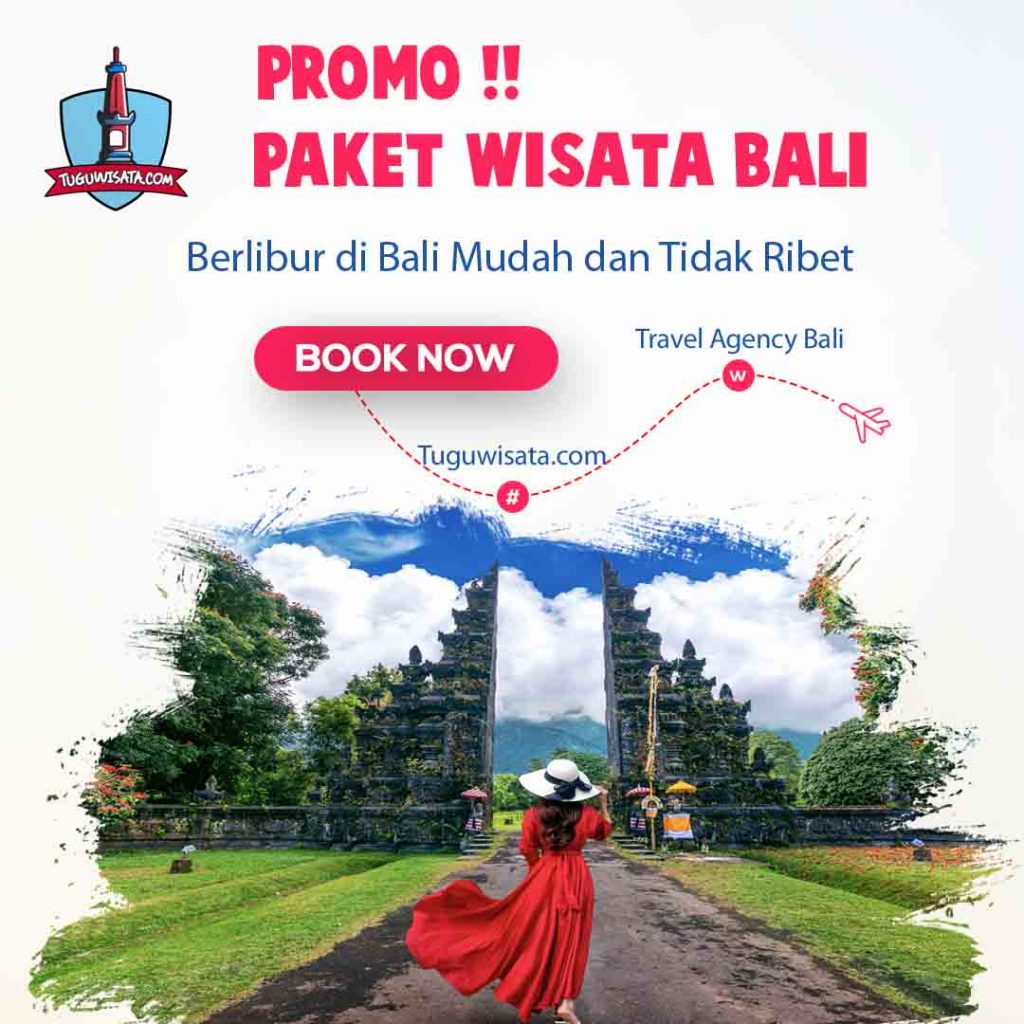 PROMO !!
PAKET WISATA BALI
TUGUWISATA.COM
Berlibur di Bali Mudah dan Tidak Ribet
BOOK NOW
Travel Agency Bali
W
Tuguwisata.com
#